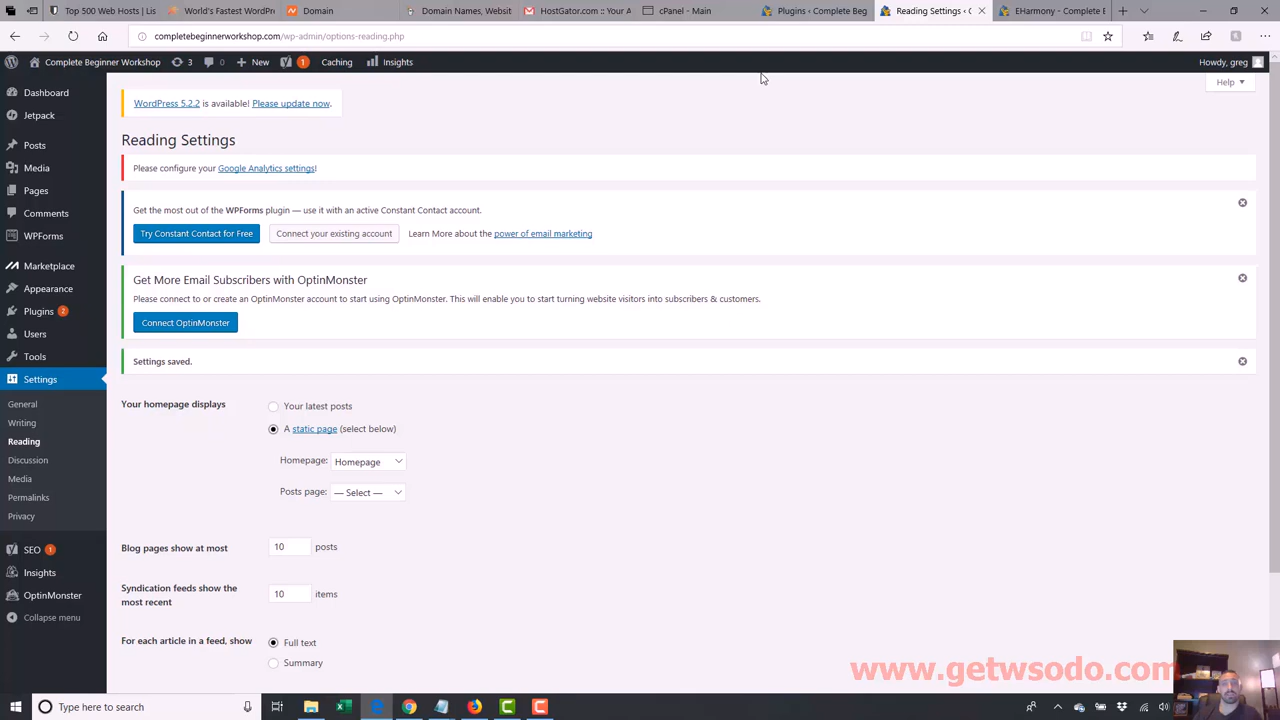 Top 500 Web Hosts | Lis
World's Fastest WordPre
Domain
Domain Names, Websit
HostGator.com :: Your A
cPanel - Main
Plugins ‹ Complete Beg
Reading Settings ‹ C
EHarmony - Complete B
completebeginnerworkshop.com/wp-admin/options-reading.php
Complete Beginner Workshop
3
0
+ New
1
Caching
Insights
Howdy, greg
Help
Dashboard
Jetpack
Posts
Media
Pages
Comments
WPForms
Marketplace
Appearance
Plugins 2
Users
Tools
Settings
General
Writing
Reading
Discussion
Media
Permalinks
Privacy
SEO 1
Insights
OptinMonster
Collapse menu
WordPress 5.2.2 is available! Please update now.
Reading Settings
Please configure your Google Analytics settings!
Get the most out of the WPForms plugin — use it with an active Constant Contact account.
Try Constant Contact for Free
Connect your existing account
Learn More about the power of email marketing
Get More Email Subscribers with OptinMonster
Please connect to or create an OptinMonster account to start using OptinMonster. This will enable you to start turning website visitors into subscribers & customers.
Connect OptinMonster
Settings saved.
Your homepage displays
Your latest posts
A static page (select below)
Homepage: Homepage
Posts page: — Select —
Blog pages show at most 10 posts
Syndication feeds show the
most recent
10 items
For each article in a feed, show
Full text
Summary
www.getwsodo.com
Type here to search